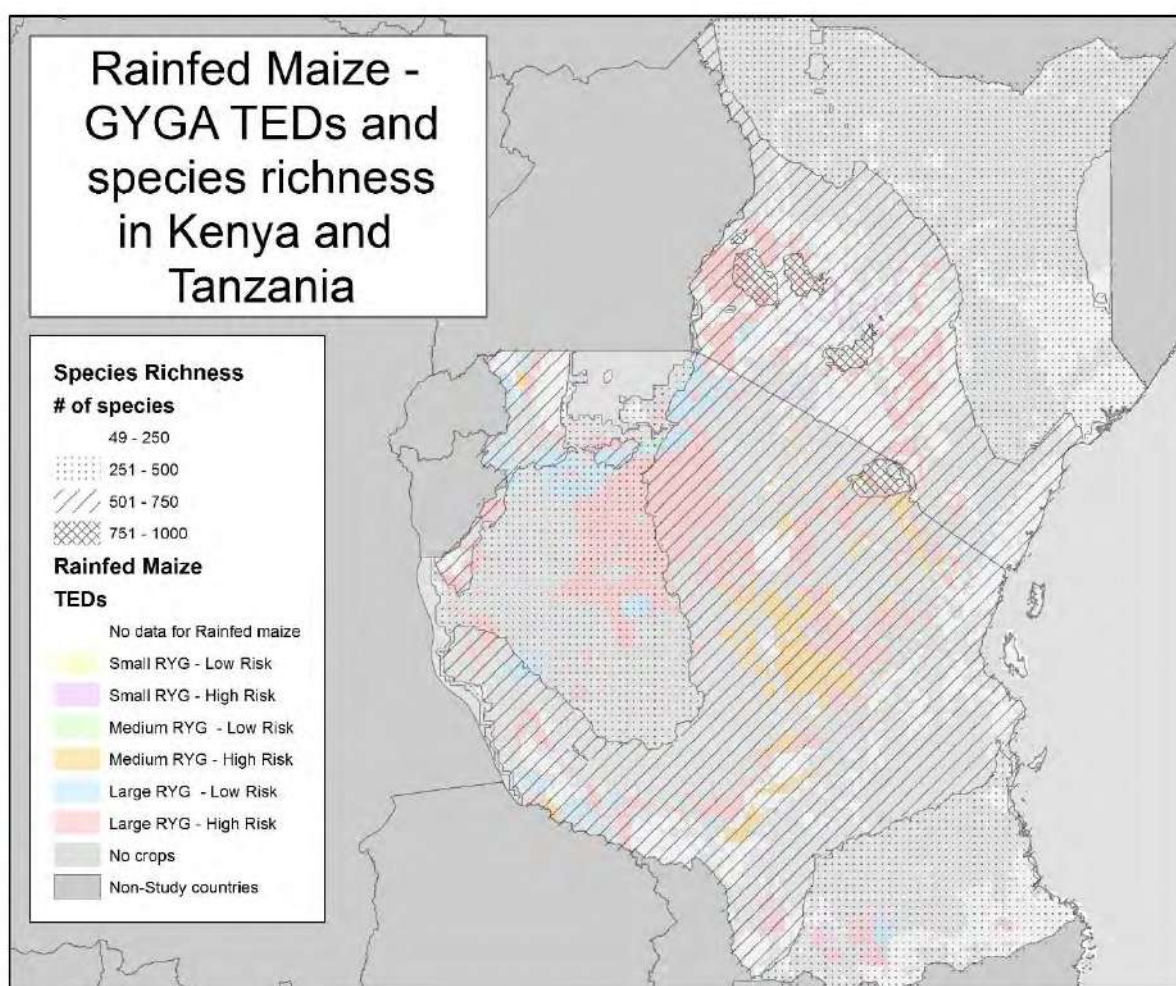 Rainfed Maize -
GYGA TEDs and
species richness
in Kenya and
Tanzania
Species Richness
# of species
49 - 250
251 - 500
501 - 750
751 - 1000
Rainfed Maize
TEDs
No data for Rainfed maize
Small RYG - Low Risk
Small RYG - High Risk
Medium RYG - Low Risk
Medium RYG - High Risk
Large RYG - Low Risk
Large RYG - High Risk
No crops
Non-Study countries